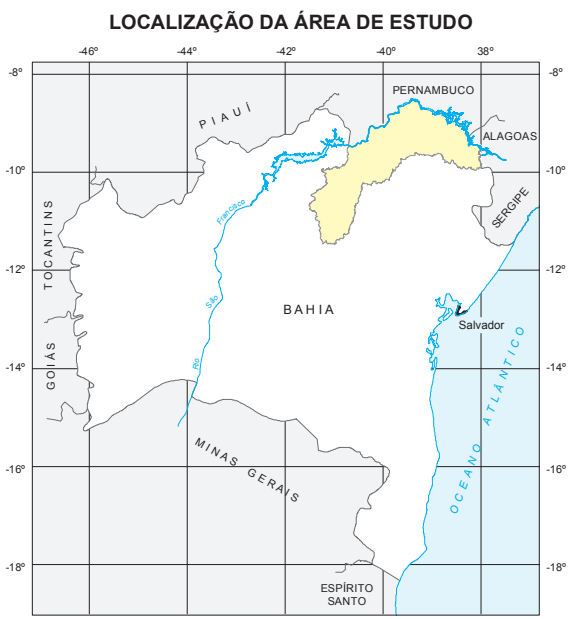 LOCALIZAÇÃO DA ÁREA DE ESTUDO
-46° -44° -42° -40° 38°
-8° -8°
PERNAMBUCO
PIAUÍ
ALAGOAS
-10° -10°
SERGIPE
TOCANTINS
Rio São Francisco
-12° -12°
BAHIA
Salvador
GOIÁS
-14° -14°
OCEANO ATLÂNTICO
MINAS GERAIS
-16° -16°
-18° -18°
ESPÍRITO
SANTO